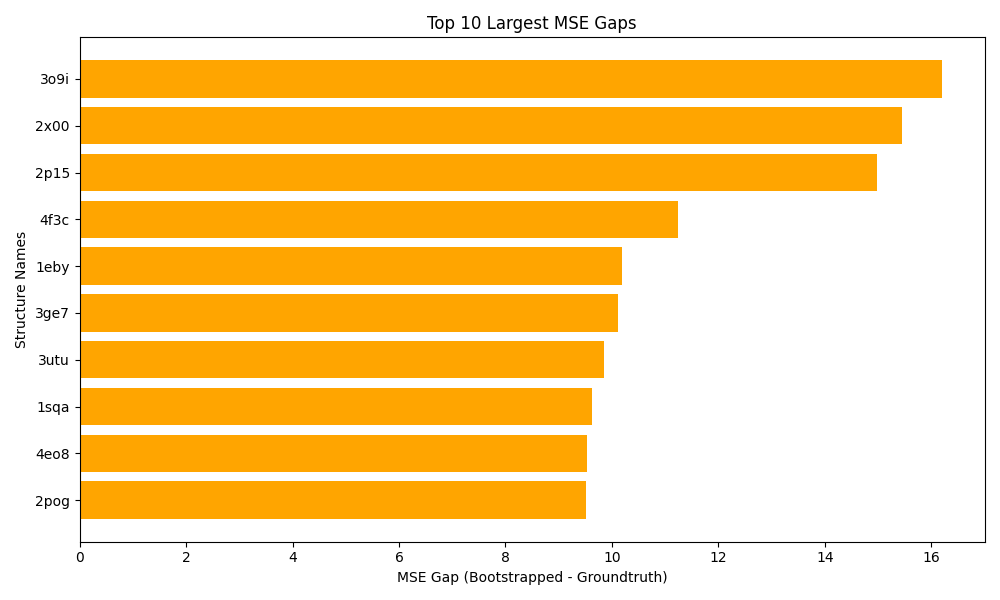 Top 10 Largest MSE Gaps
Structure Names
3o9i
2x00
2p15
4f3c
1eby
3ge7
3utu
1sqa
4eo8
2pog
0 2 4 6 8 10 12 14 16
MSE Gap (Bootstrapped - Groundtruth)